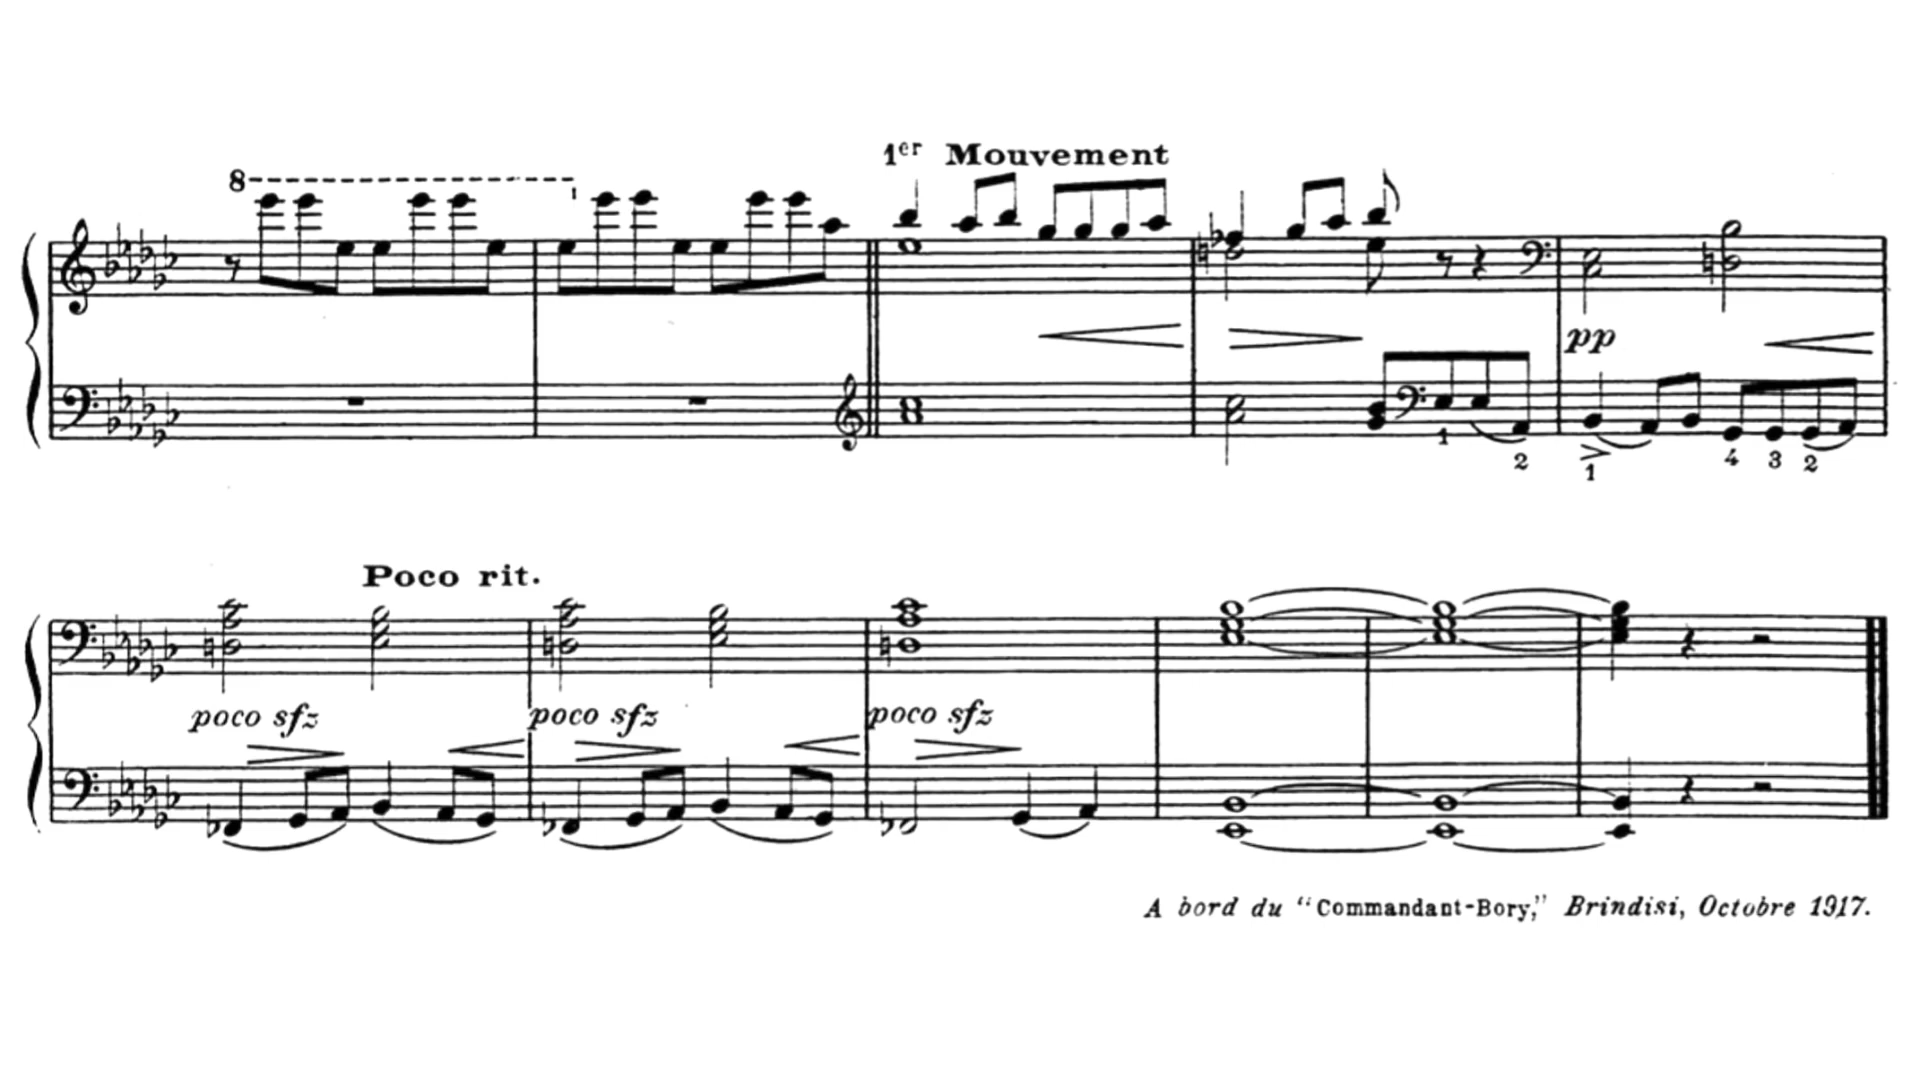 1er Mouvement
8
pp
1 2 1 4 3 2
Poco rit.
poco sfz poco sfz poco sfz
A bord du “Commandant-Bory,” Brindisi, Octobre 1917.